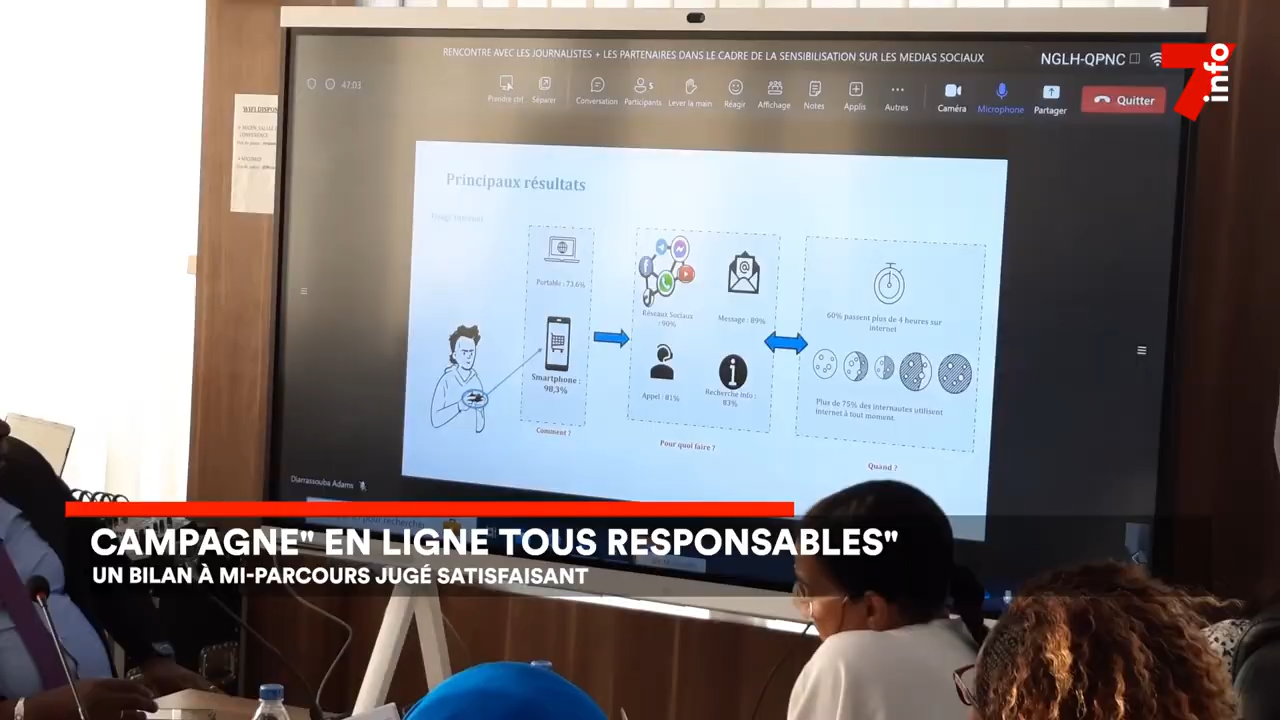 RENCONTRE AVEC LES JOURNALISTES + LES PARTENAIRES DANS LE CADRE DE LA SENSIBILISATION SUR LES MEDIAS SOCIAUX
NGLH-QPNC
7info
47:03
Prendre ctrl
Séparer
Conversation
Participants
5
Lever la main
Réagir
Affichage
Notes
Applis
Autres
Caméra
Microphone
Partager
Quitter
Principaux résultats
Portable : 73.6%
Smartphone :
90,3%
Comment ?
Réseaux Sociaux
: 90%
Message : 89%
Appel : 81%
Recherche info :
83%
Pour quoi faire ?
60% passent plus de 4 heures sur
internet
Plus de 75% des internautes utilisent
internet à tout moment.
Quand ?
Diarrassouba Adams
CAMPAGNE" EN LIGNE TOUS RESPONSABLES"
UN BILAN À MI-PARCOURS JUGÉ SATISFAISANT